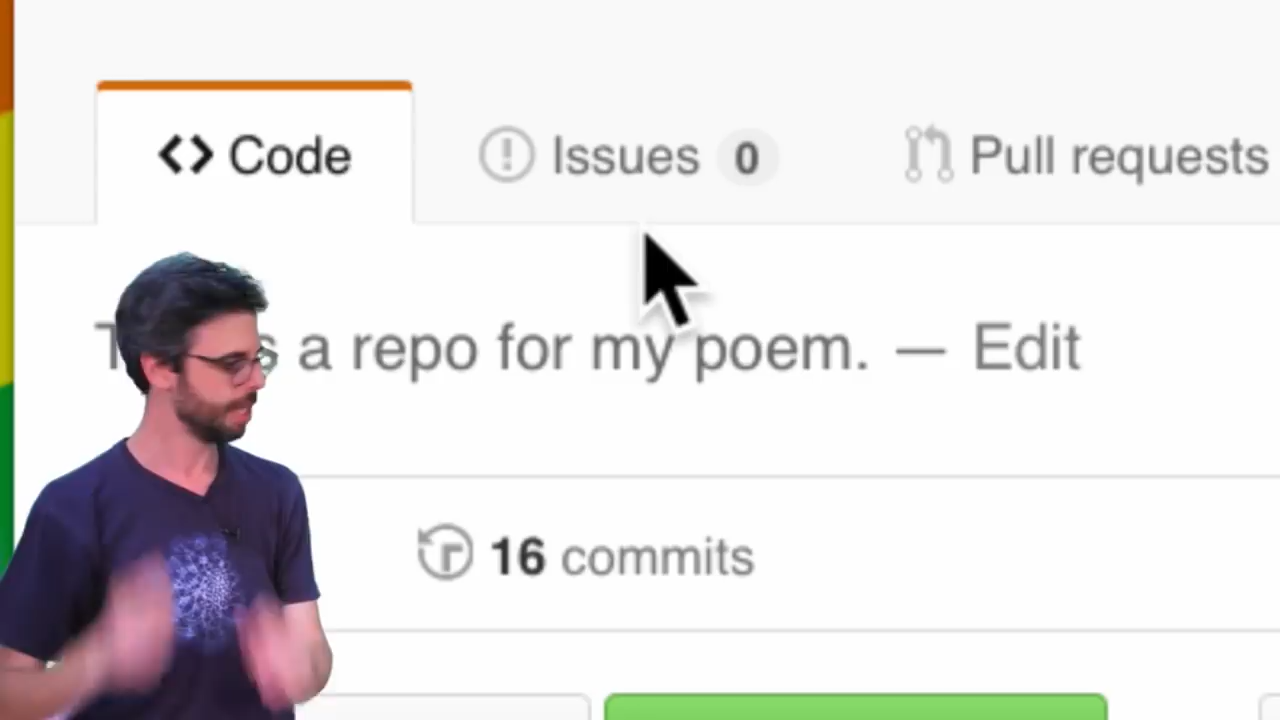 Code
Issues 0
Pull requests
a repo for my poem. — Edit
16 commits